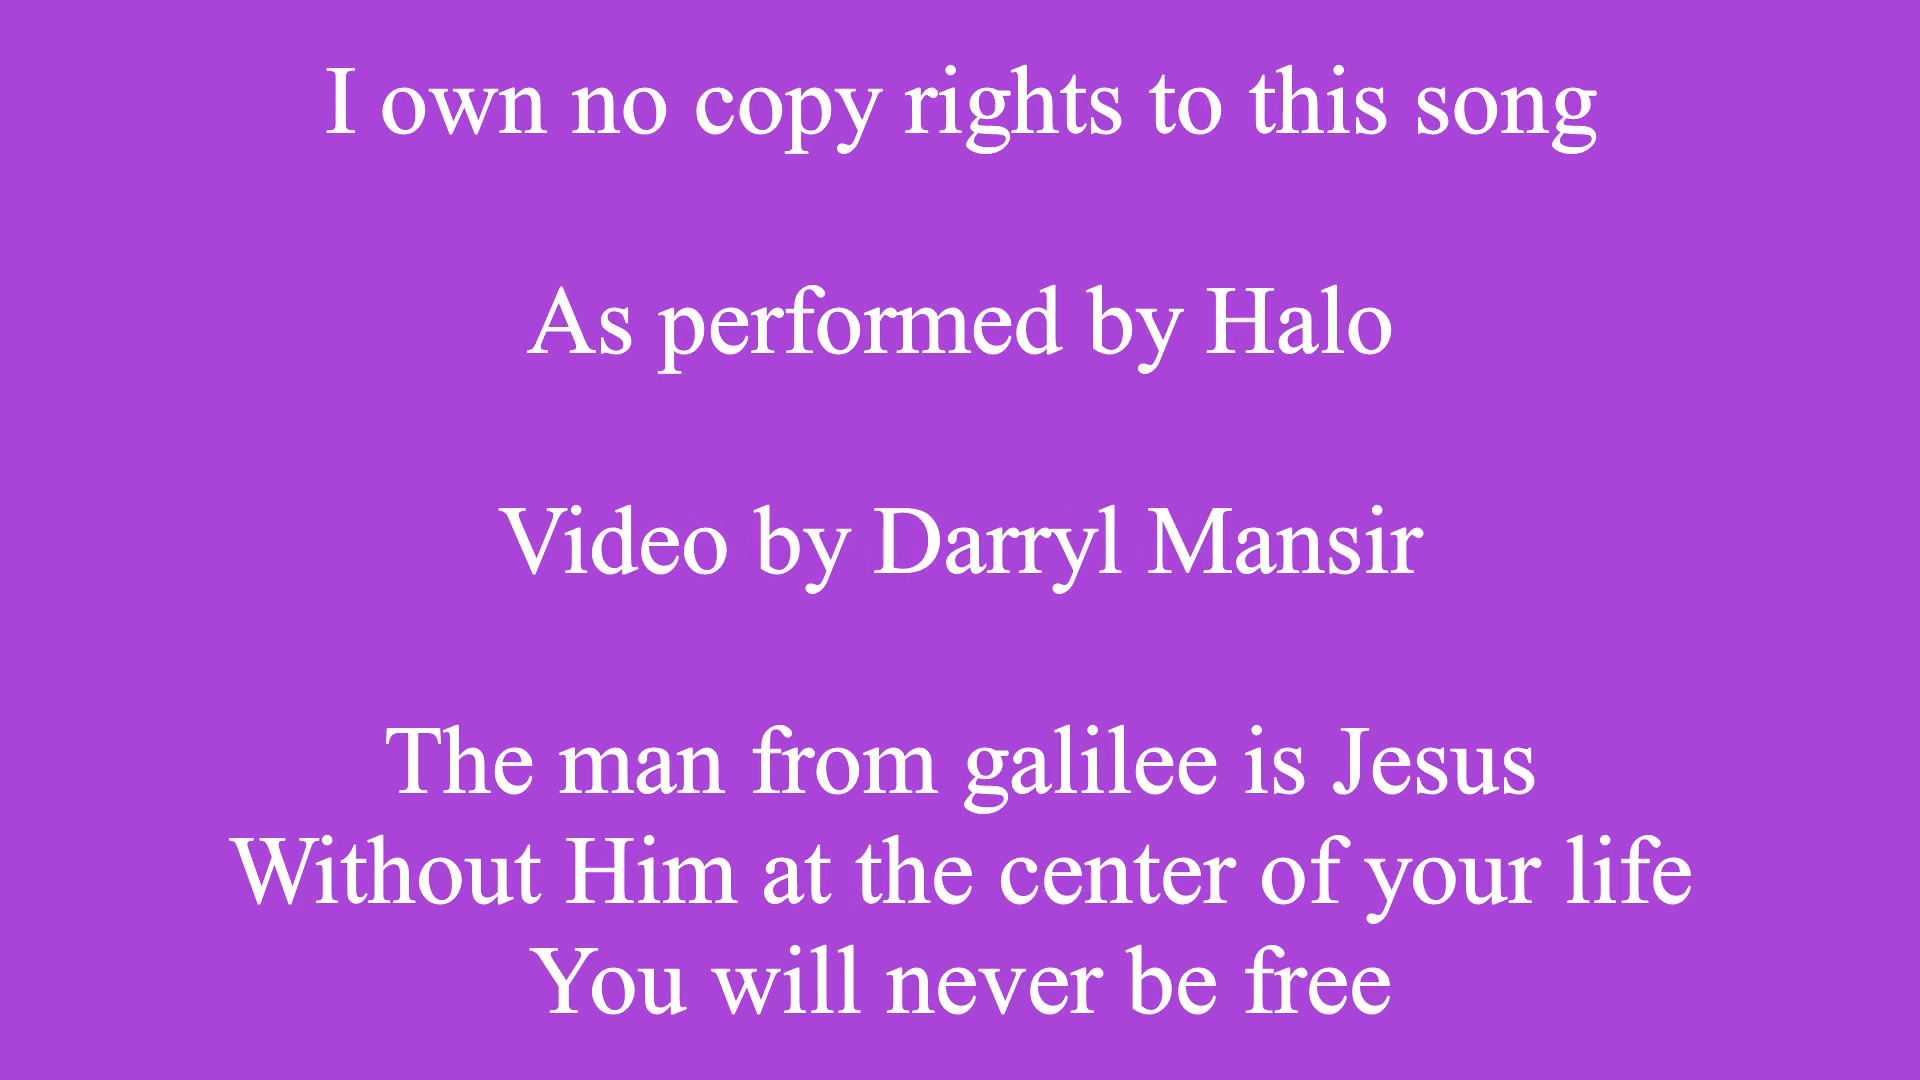 I own no copy rights to this song
As performed by Halo
Video by Darryl Mansir
The man from galilee is Jesus
Without Him at the center of your life
You will never be free